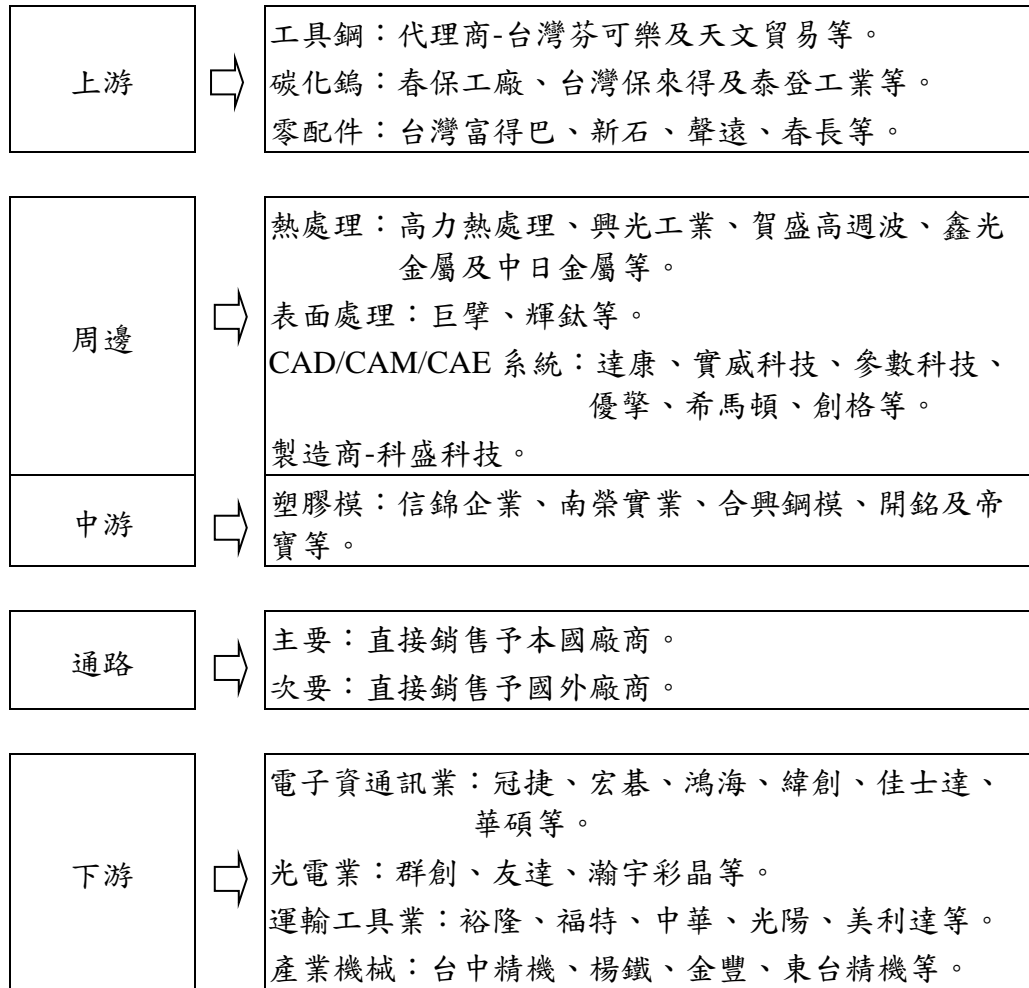 上游
工具鋼：代理商-台灣芬可樂及天文貿易等。
碳化鎢：春保工廠、台灣保來得及泰登工業等。
零配件：台灣富得巴、新石、聲遠、春長等。
周邊
熱處理：高力熱處理、興光工業、賀盛高週波、鑫光
金屬及中日金屬等。
表面處理：巨擘、輝鈦等。
CAD/CAM/CAE 系統：達康、實威科技、參數科技、
優擎、希馬頓、創格等。
製造商-科盛科技。
中游
塑膠模：信錦企業、南榮實業、合興鋼模、開銘及帝
寶等。
通路
主要：直接銷售予本國廠商。
次要：直接銷售予國外廠商。
下游
電子資通訊業：冠捷、宏碁、鴻海、緯創、佳士達、
華碩等。
光電業：群創、友達、瀚宇彩晶等。
運輸工具業：裕隆、福特、中華、光陽、美利達等。
產業機械：台中精機、楊鐵、金豐、東台精機等。